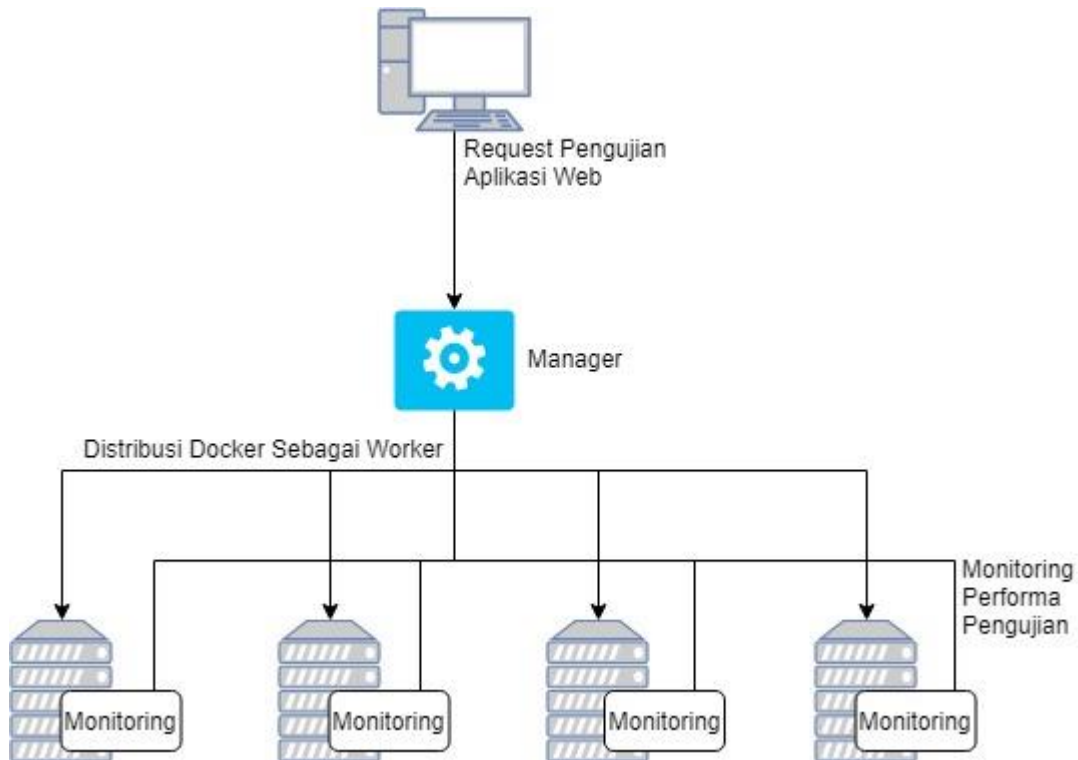 Request Pengujian
Aplikasi Web
Manager
Distribusi Docker Sebagai Worker
Monitoring
Performa
Pengujian
Monitoring
Monitoring
Monitoring
Monitoring